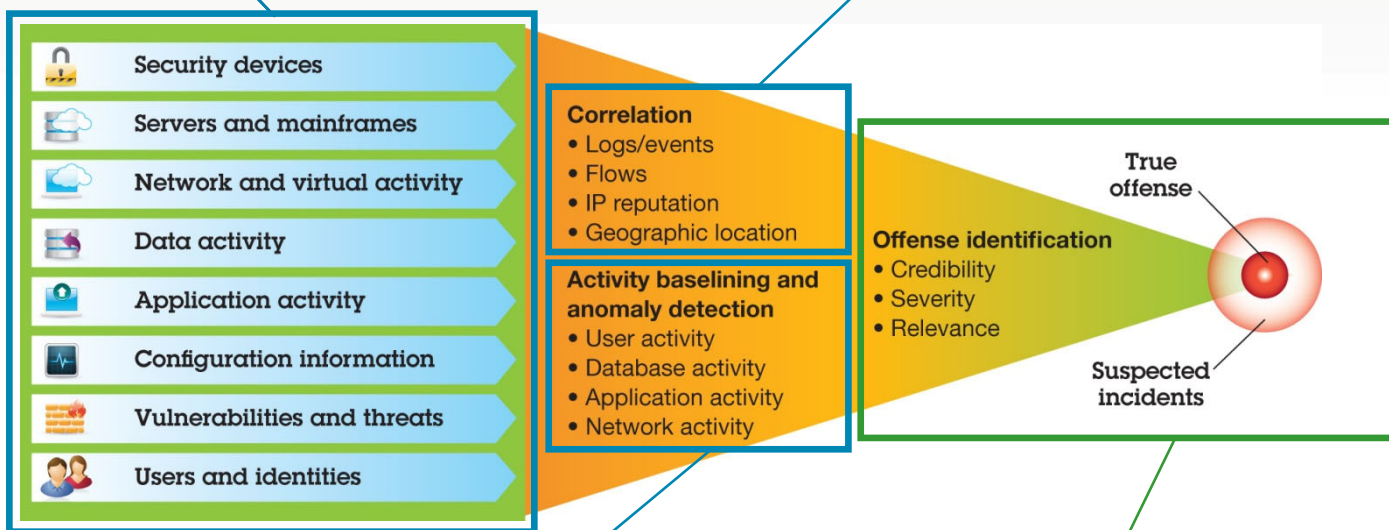 Security devices
Servers and mainframes
Network and virtual activity
Data activity
Application activity
Configuration information
Vulnerabilities and threats
Users and identities
Correlation
• Logs/events
• Flows
• IP reputation
• Geographic location
Activity baselining and
anomaly detection
• User activity
• Database activity
• Application activity
• Network activity
Offense identification
• Credibility
• Severity
• Relevance
True
offense
Suspected
incidents